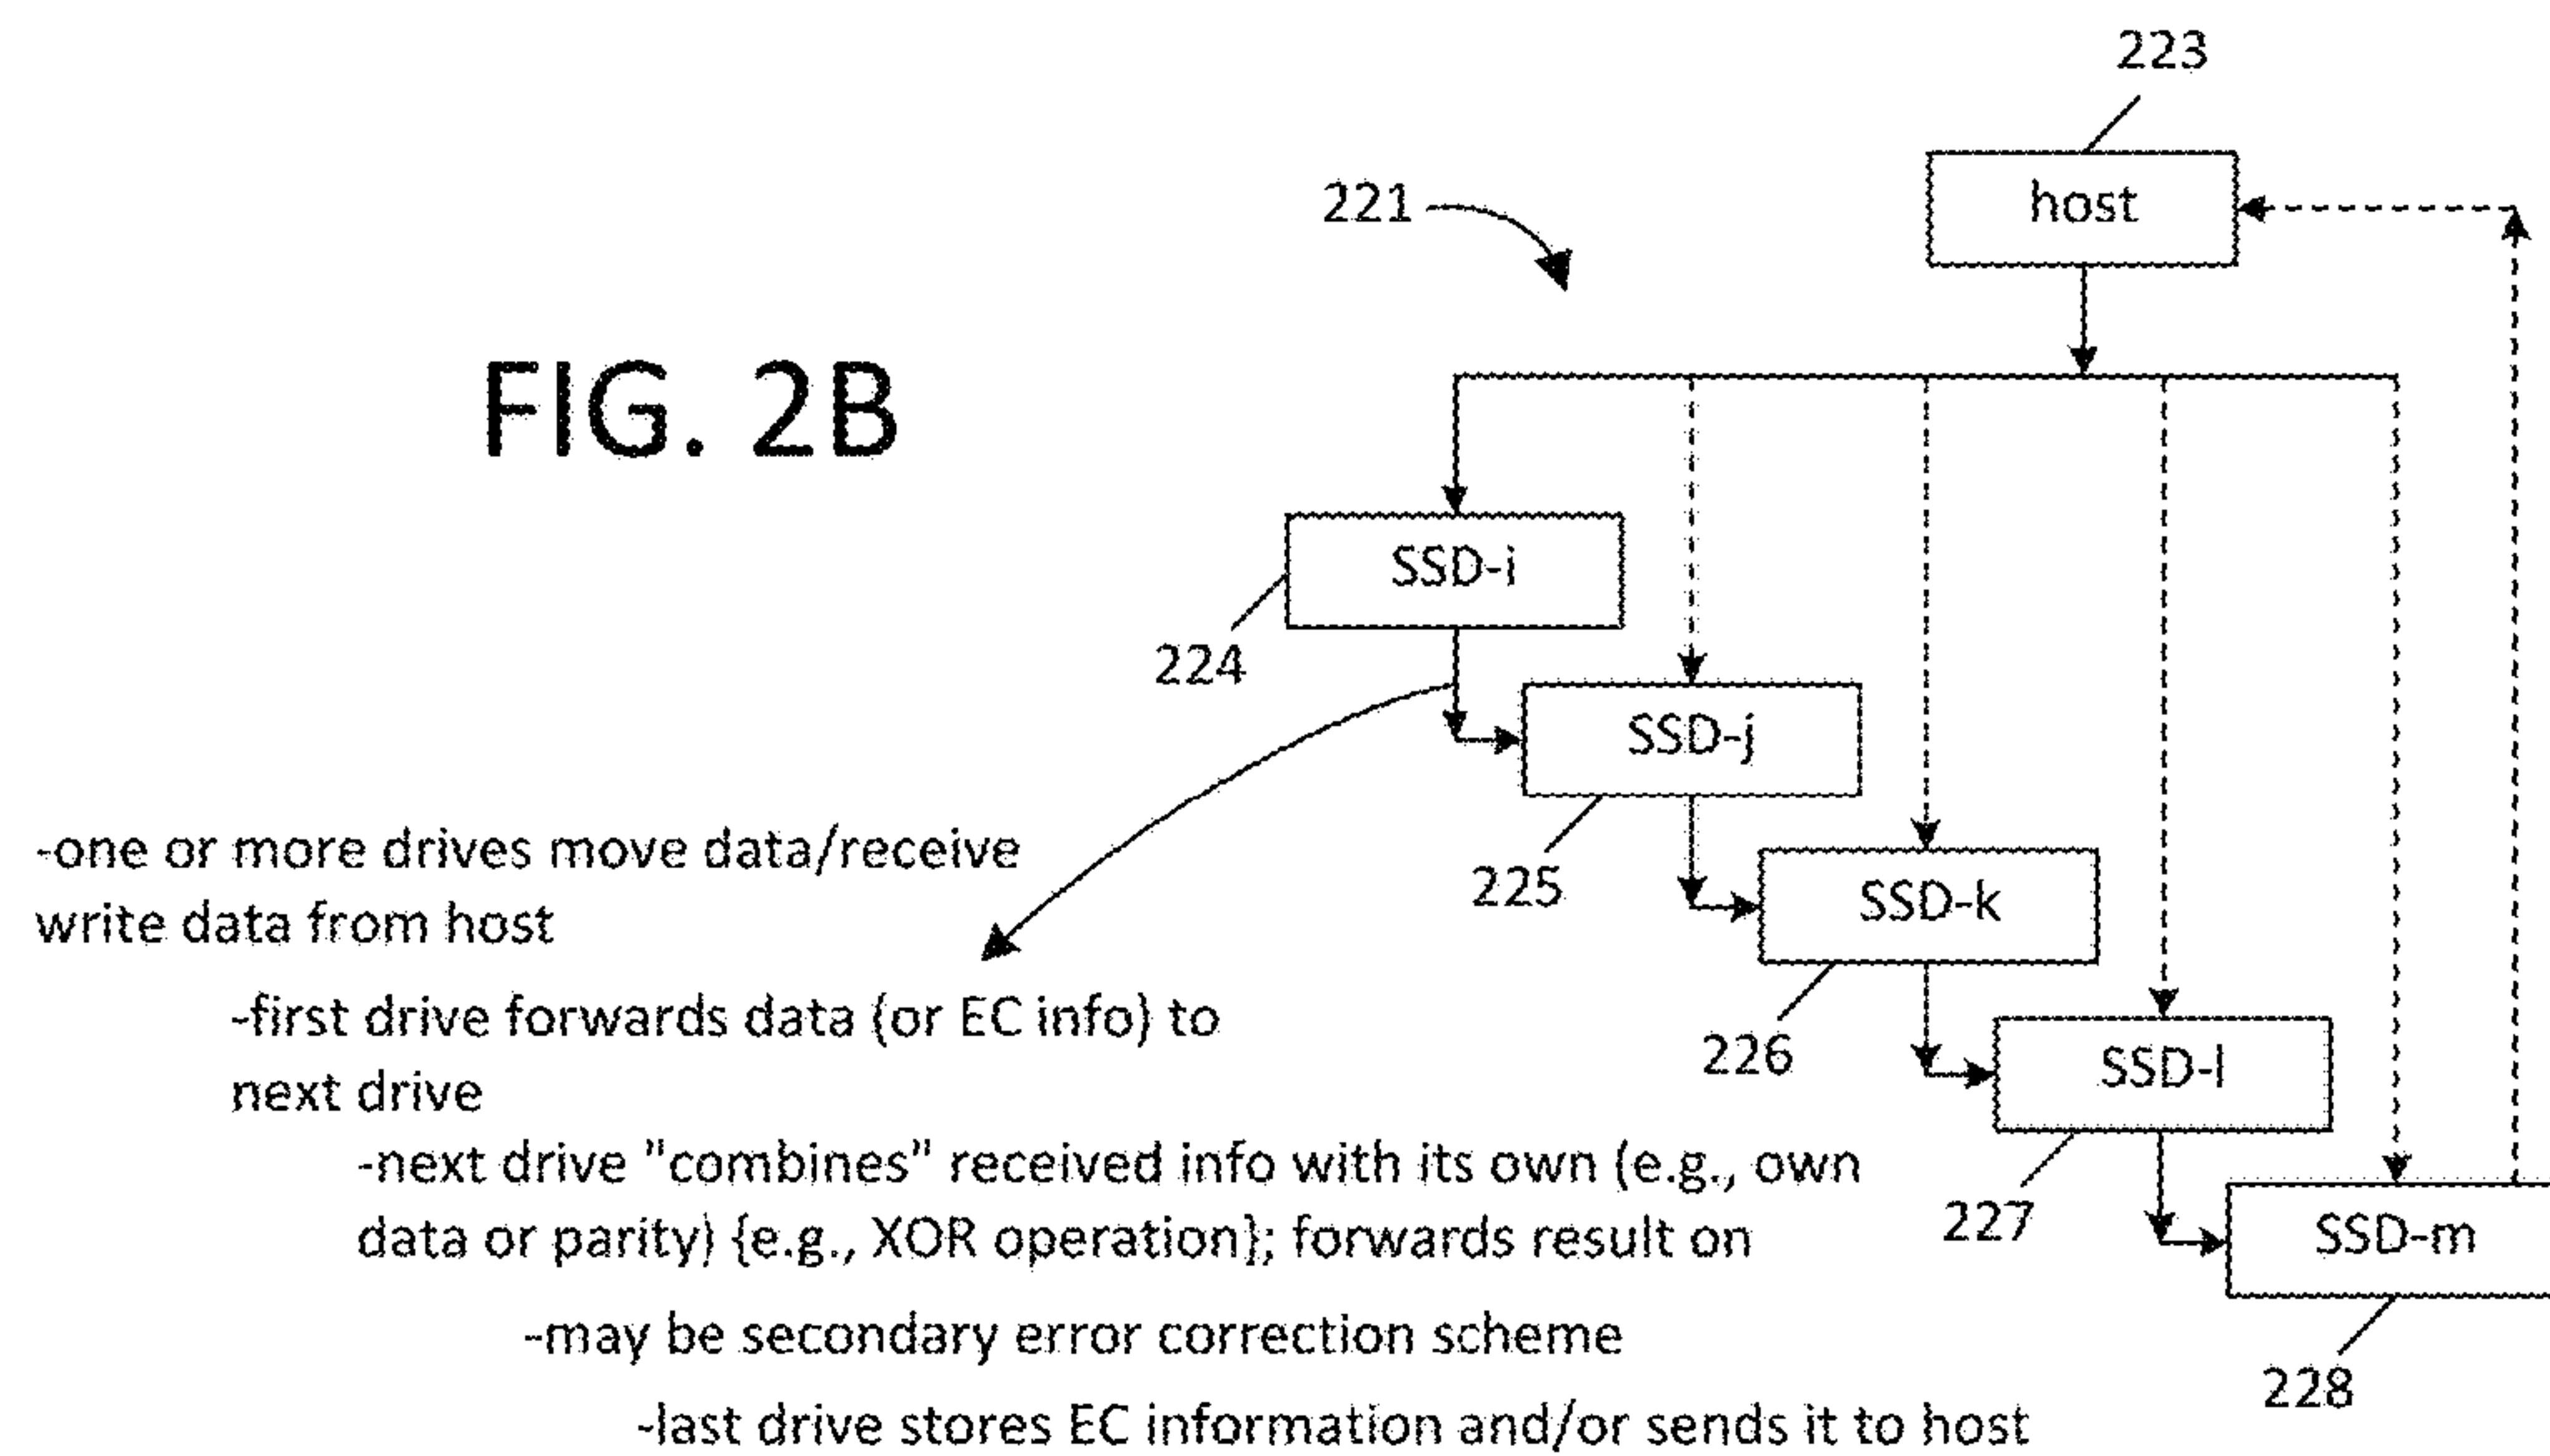 223
host
221
FIG. 2B
SSD-i
224
SSD-j
225
SSD-k
226
SSD-l
227
SSD-m
228
-one or more drives move data/receive
write data from host
-first drive forwards data (or EC info) to
next drive
-next drive "combines" received info with its own (e.g., own
data or parity) {e.g., XOR operation}; forwards result on
-may be secondary error correction scheme
-last drive stores EC information and/or sends it to host